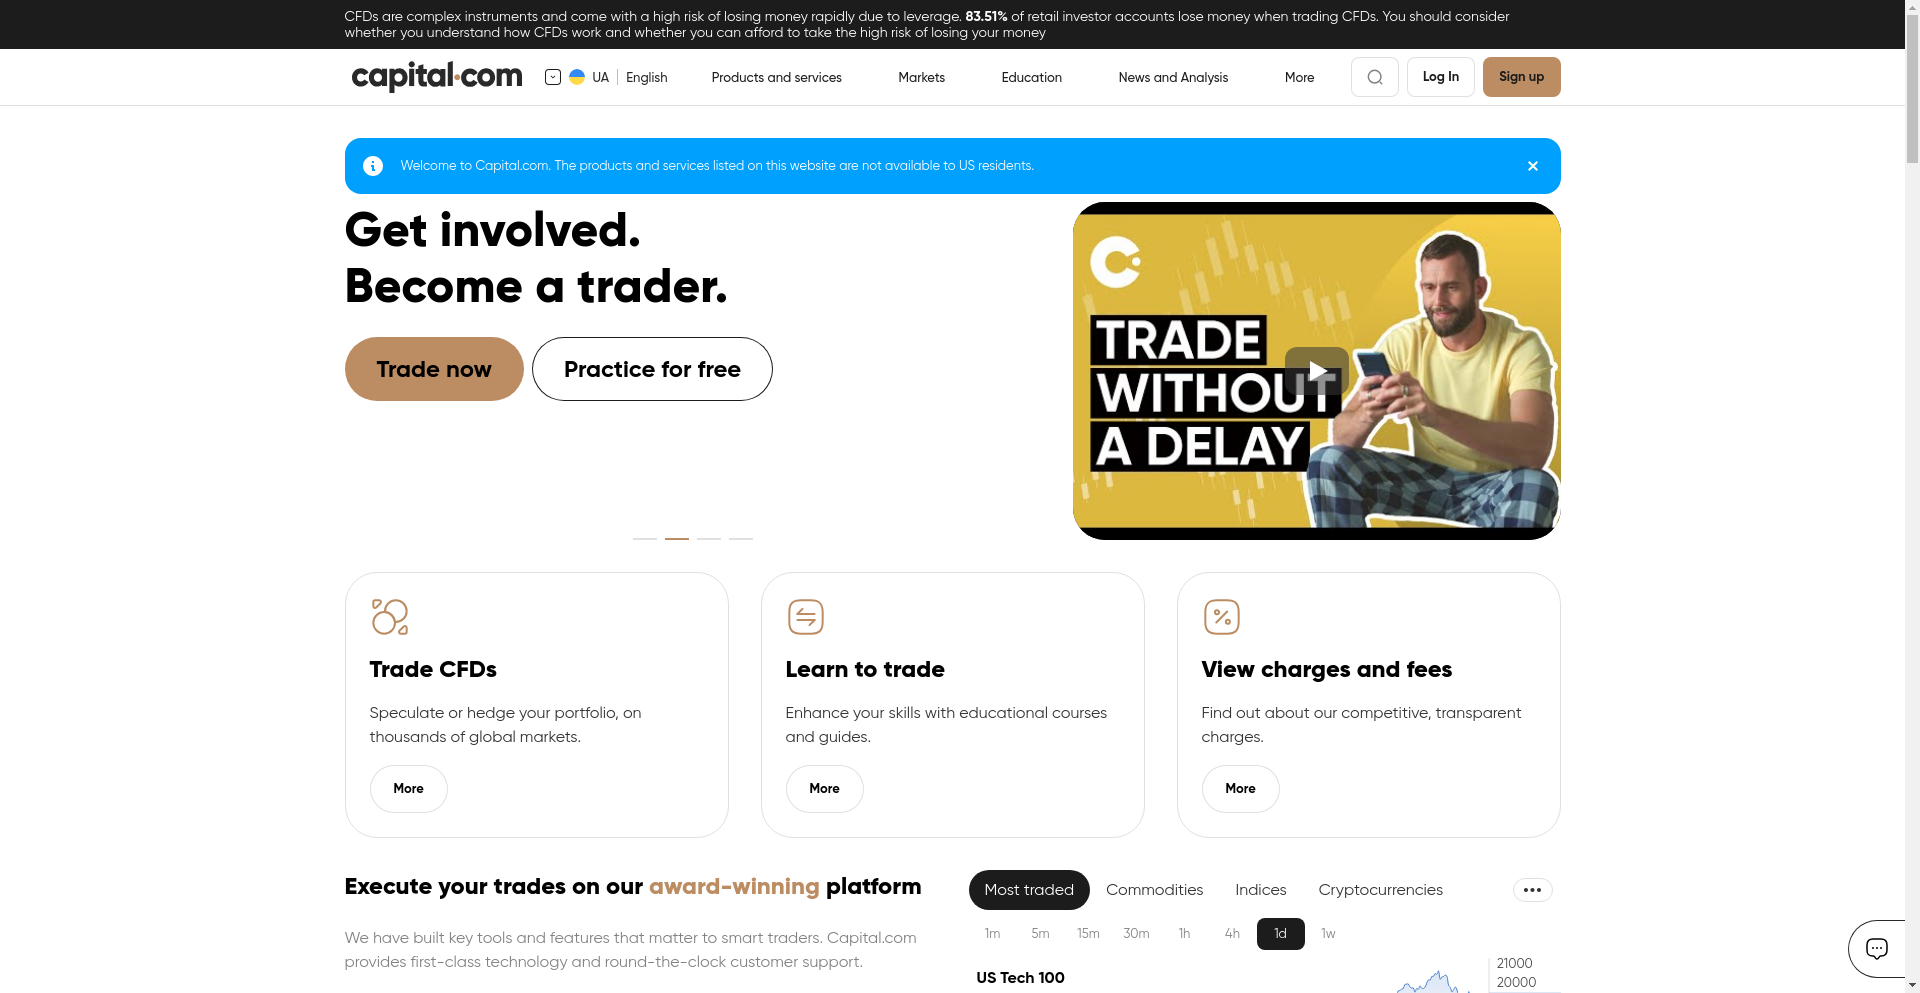 CFDs are complex instruments and come with a high risk of losing money rapidly due to leverage. 83.51% of retail investor accounts lose money when trading CFDs. You should consider
whether you understand how CFDs work and whether you can afford to take the high risk of losing your money
capital.com
UA
English
Products and services
Markets
Education
News and Analysis
More
Log In
Sign up
Welcome to Capital.com. The products and services listed on this website are not available to US residents.
Get involved.
Become a trader.
Trade now
Practice for free
TRADE
WITHOUT
A DELAY
Trade CFDs
Speculate or hedge your portfolio, on
thousands of global markets.
More
Learn to trade
Enhance your skills with educational courses
and guides.
More
View charges and fees
Find out about our competitive, transparent
charges.
More
Execute your trades on our award-winning platform
We have built key tools and features that matter to smart traders. Capital.com
provides first-class technology and round-the-clock customer support.
Most traded
Commodities
Indices
Cryptocurrencies
1m
5m
15m
30m
1h
4h
1d
1w
US Tech 100
21000
20000